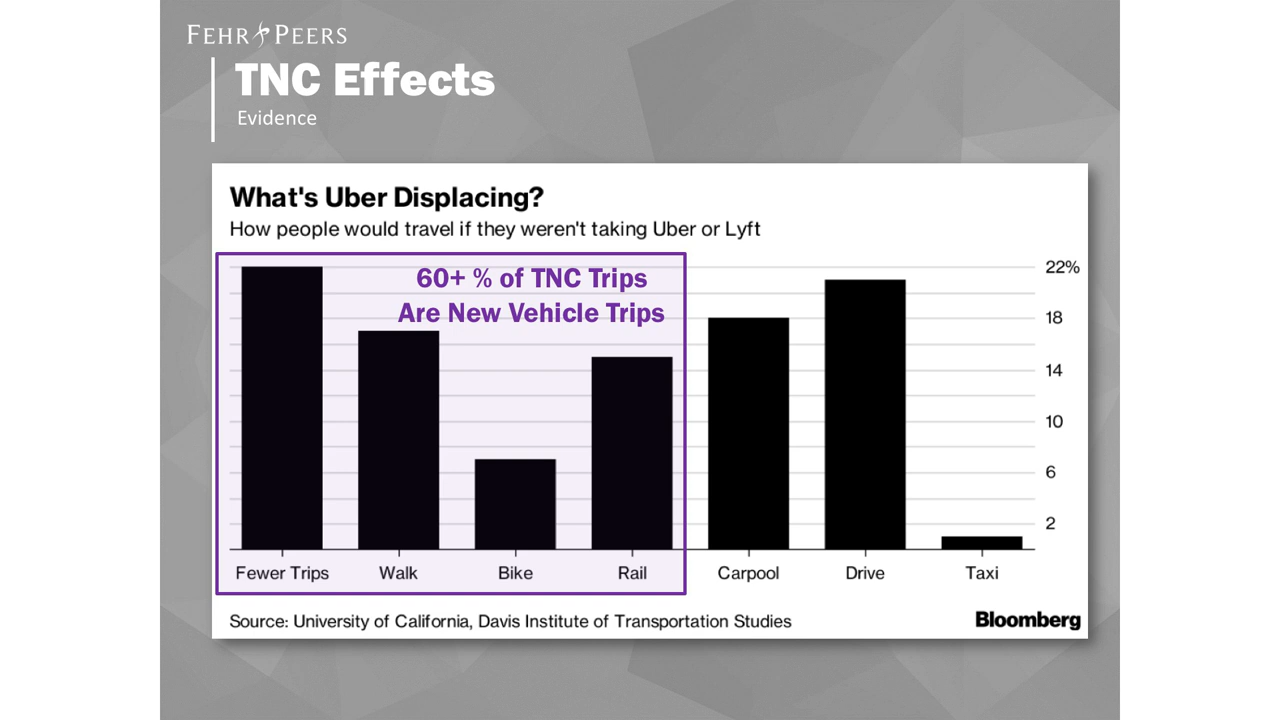 FEHR PEERS
TNC Effects
Evidence
What's Uber Displacing?
How people would travel if they weren't taking Uber or Lyft
60+ % of TNC Trips
Are New Vehicle Trips
22%
18
14
10
6
2
Fewer Trips Walk Bike Rail Carpool Drive Taxi
Source: University of California, Davis Institute of Transportation Studies
Bloomberg